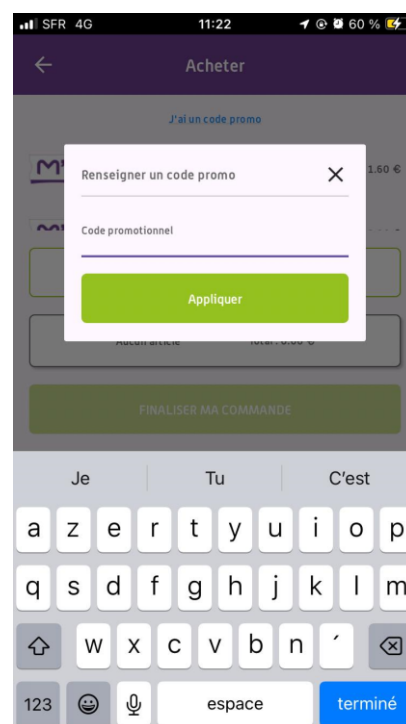 SFR 4G 11:22 60 %
Acheter
J'ai un code promo
1.60 €
Renseigner un code promo
Code promotionnel
Appliquer
Aucun article Total : 0.00 €
FINALISER MA COMMANDE
Je Tu C'est
a z e r t y u i o p
q s d f g h j k l m
w x c v b n ´
123 espace terminé